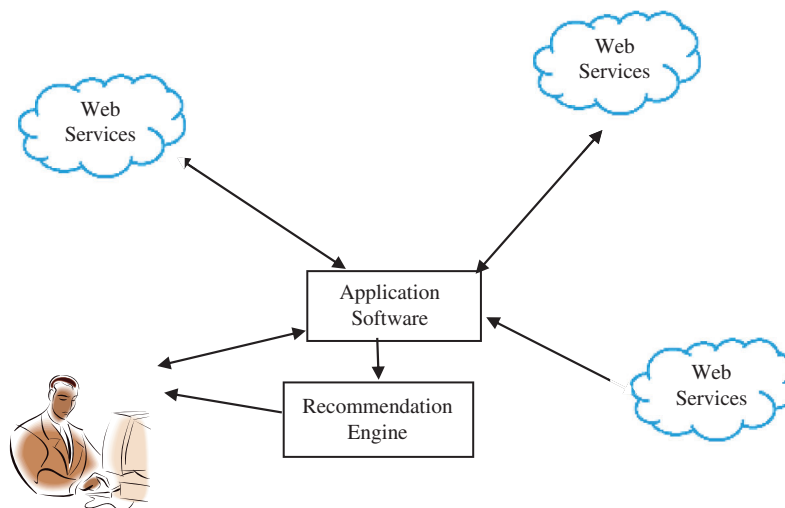 Web
Services
Web
Services
Application
Software
Web
Services
Recommendation
Engine